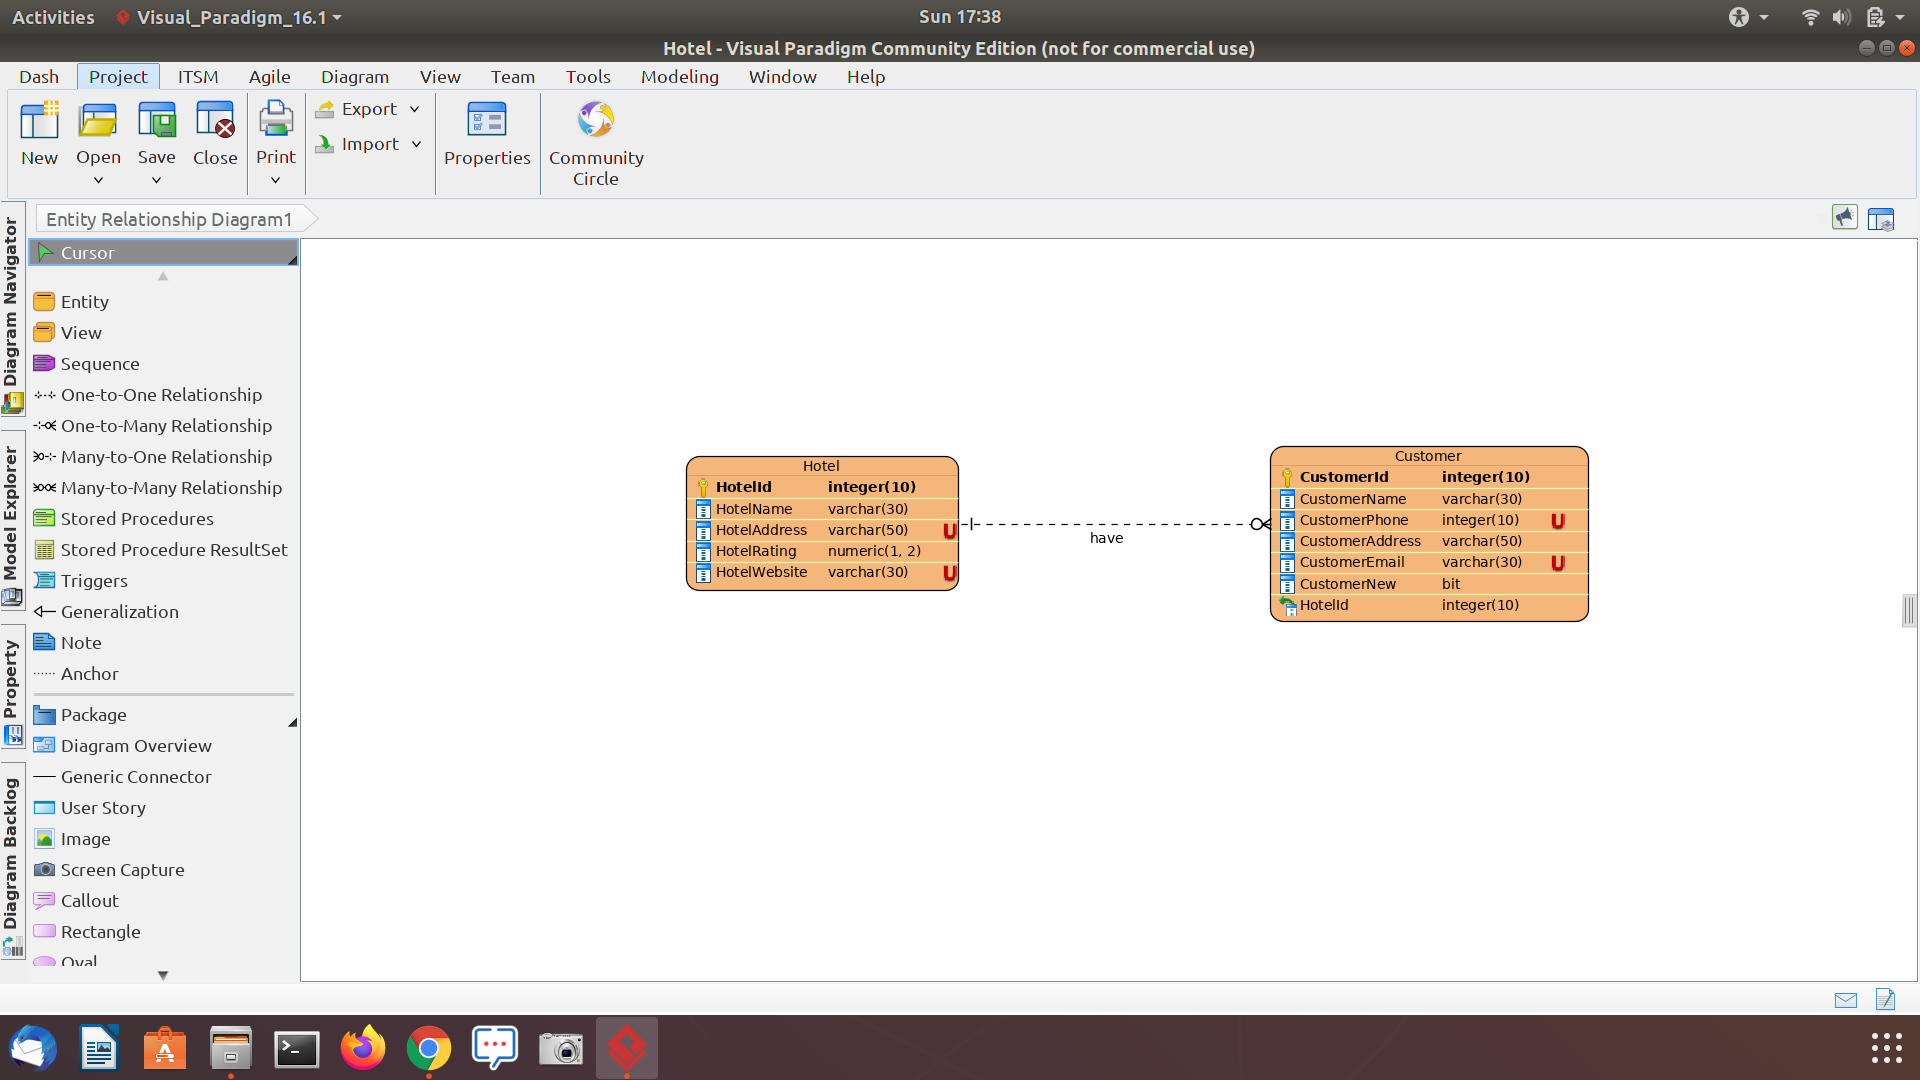 Activities Visual_Paradigm_16.1 Sun 17:38
Hotel - Visual Paradigm Community Edition (not for commercial use)
Dash Project ITSM Agile Diagram View Team Tools Modeling Window Help
New Open Save Close Print Export Import Properties Community Circle
Entity Relationship Diagram1
Diagram Navigator
Model Explorer
Property
Diagram Backlog
Cursor
Entity
View
Sequence
One-to-One Relationship
One-to-Many Relationship
Many-to-One Relationship
Many-to-Many Relationship
Stored Procedures
Stored Procedure ResultSet
Triggers
Generalization
Note
Anchor
Package
Diagram Overview
Generic Connector
User Story
Image
Screen Capture
Callout
Rectangle
Oval
Hotel
HotelId integer(10)
HotelName varchar(30)
HotelAddress varchar(50) U
HotelRating numeric(1, 2)
HotelWebsite varchar(30) U
have
Customer
CustomerId integer(10)
CustomerName varchar(30)
CustomerPhone integer(10) U
CustomerAddress varchar(50)
CustomerEmail varchar(30) U
CustomerNew bit
HotelId integer(10)